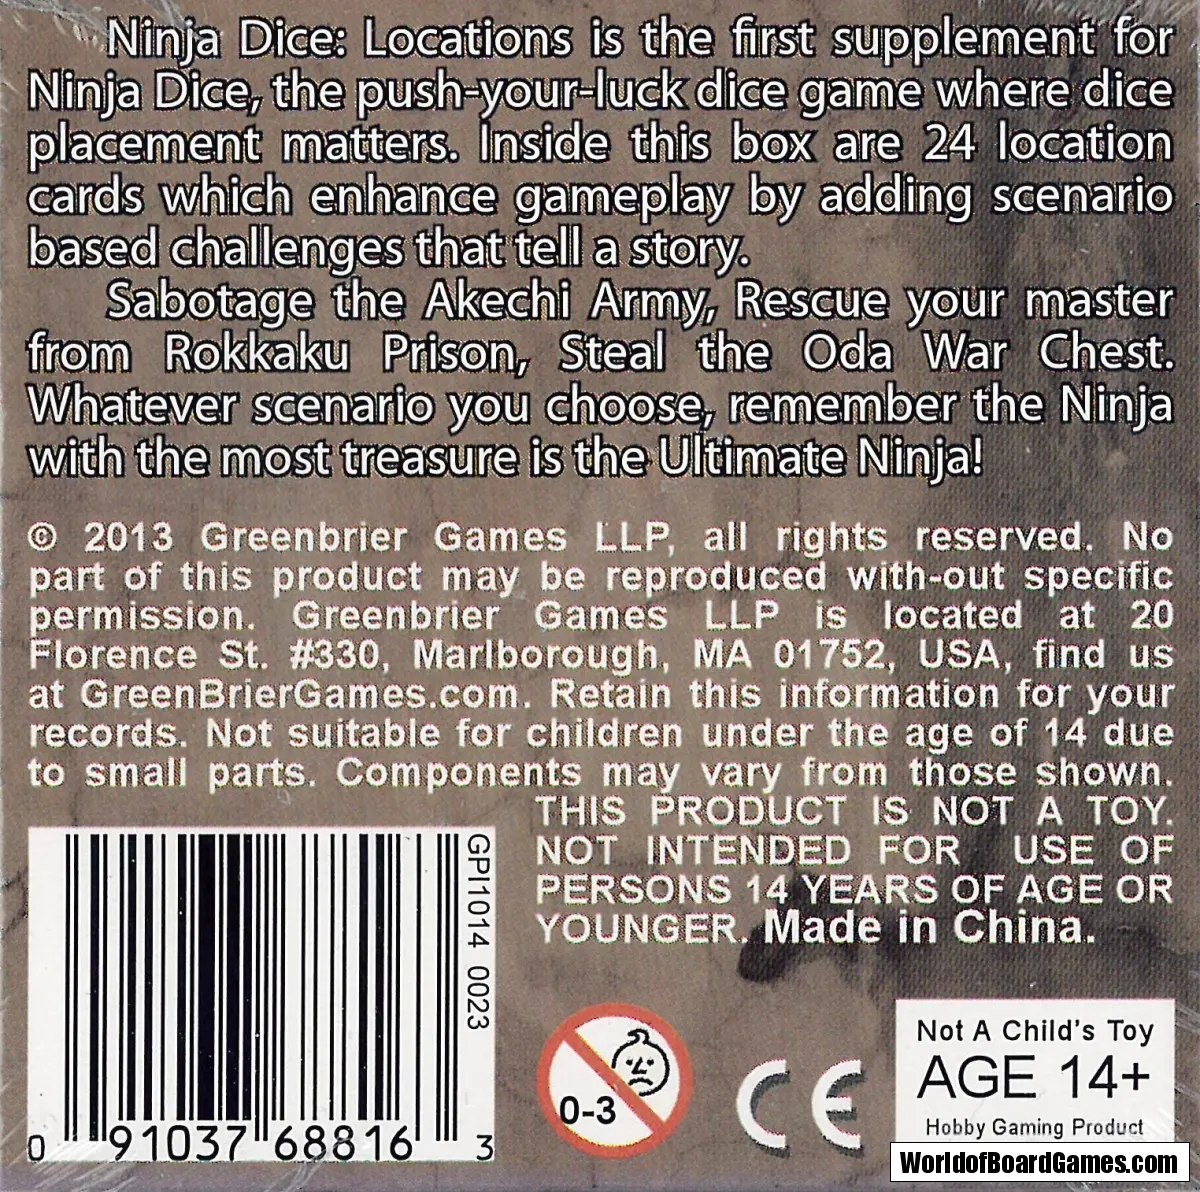 Ninja Dice: Locations is the first supplement for
Ninja Dice, the push-your-luck dice game where dice
placement matters. Inside this box are 24 location
cards which enhance gameplay by adding scenario
based challenges that tell a story.
Sabotage the Akechi Army, Rescue your master
from Rokkaku Prison, Steal the Oda War Chest.
Whatever scenario you choose, remember the Ninja
with the most treasure is the Ultimate Ninja!
© 2013 Greenbrier Games LLP, all rights reserved. No
part of this product may be reproduced with-out specific
permission. Greenbrier Games LLP is located at 20
Florence St. #330, Marlborough, MA 01752, USA, find us
at GreenBrierGames.com. Retain this information for your
records. Not suitable for children under the age of 14 due
to small parts. Components may vary from those shown.
THIS PRODUCT IS NOT A TOY.
NOT INTENDED FOR USE OF
PERSONS 14 YEARS OF AGE OR
YOUNGER. Made in China.
GPI1014 0023
0 91037 68816 3
0-3
CE
Not A Child's Toy
AGE 14+
Hobby Gaming Product
WorldofBoardGames.com